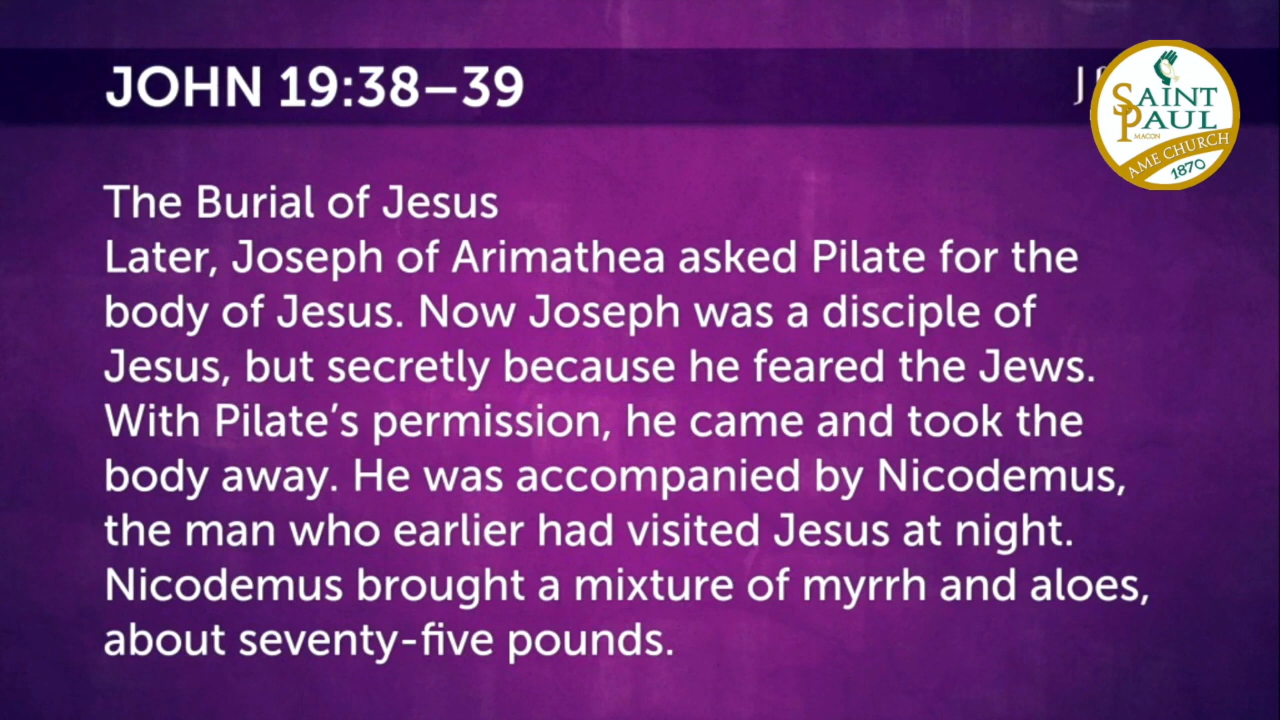 JOHN 19:38–39
SAINT
PAUL
MACON
AME CHURCH
1870
The Burial of Jesus
Later, Joseph of Arimathea asked Pilate for the
body of Jesus. Now Joseph was a disciple of
Jesus, but secretly because he feared the Jews.
With Pilate’s permission, he came and took the
body away. He was accompanied by Nicodemus,
the man who earlier had visited Jesus at night.
Nicodemus brought a mixture of myrrh and aloes,
about seventy-five pounds.